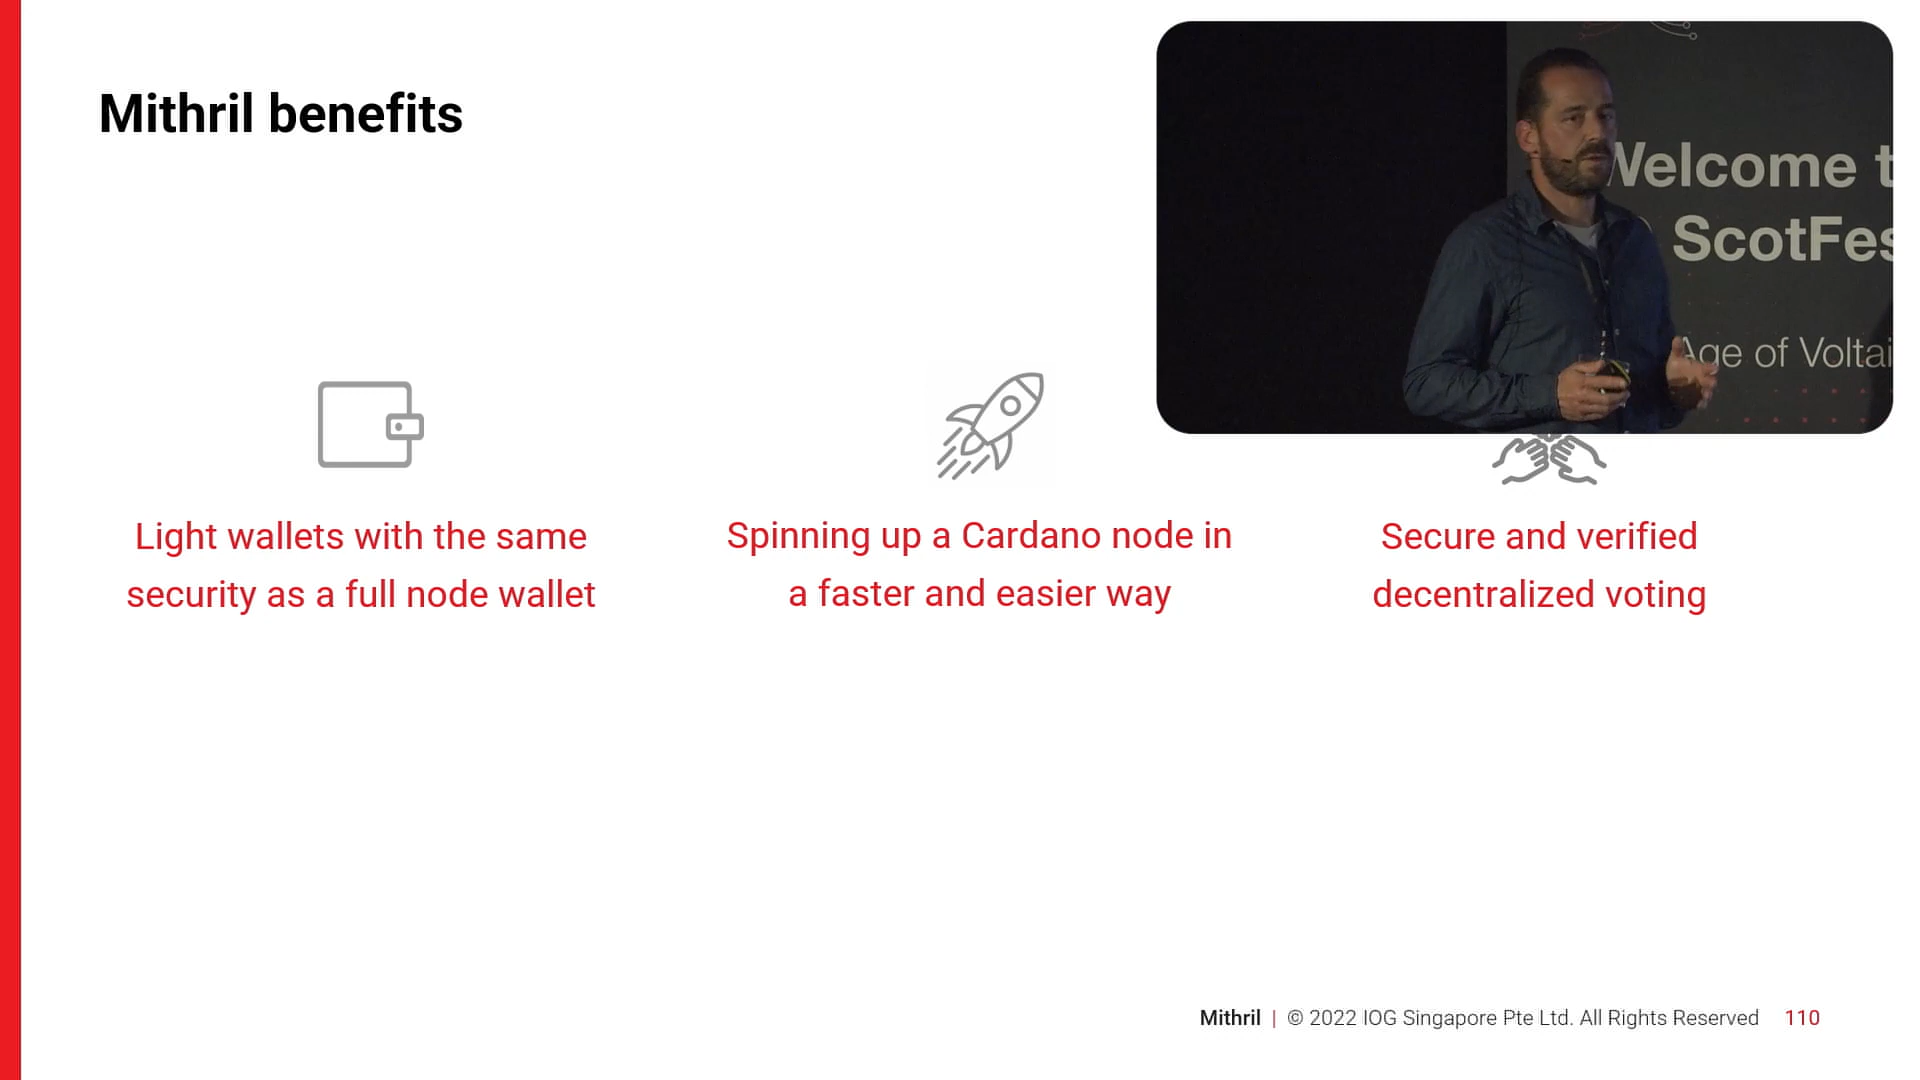 Mithril benefits
Welcome t
ScotFes
Age of Voltai
Light wallets with the same
security as a full node wallet
Spinning up a Cardano node in
a faster and easier way
Secure and verified
decentralized voting
Mithril | © 2022 IOG Singapore Pte Ltd. All Rights Reserved 110